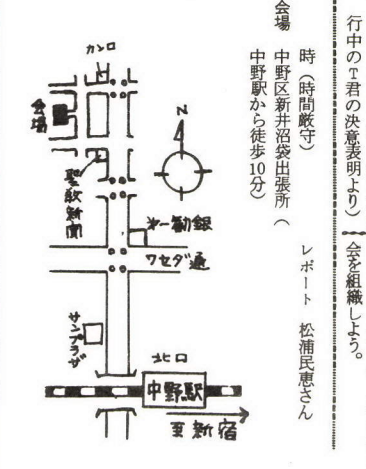 行中のT君の決意表明より）
会を組織しよう。
レポート　松浦民恵さん
時（時間厳守）
会場　中野区新井沼袋出張所（
中野駅から徒歩10分）
カンロ
会場
聖教新聞
N
第一勧銀
ワセダ通
サンプラザ
北口
中野駅
至新宿